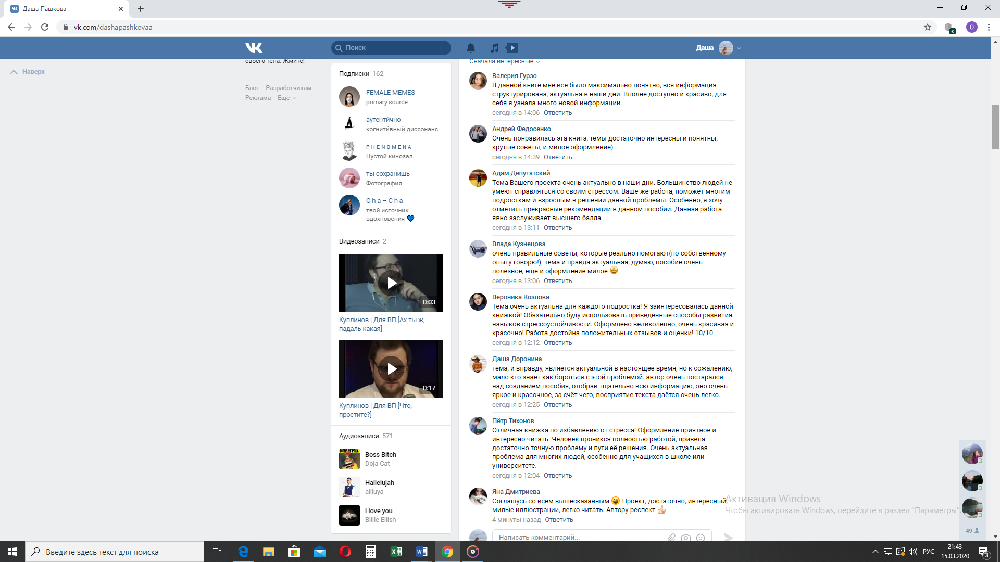 Даша Пашкова
vk.com/dashapashkovaa
3
O
Поиск
Даша
Наверх
своего тела. Жмите!
Блог Разработчикам
Реклама Ещё
Подписки 162
FEMALE MEMES
primary source
аутенти́чно
когнити́вный диссонанс
PHENOMENA
Пустой кинозал.
ты сохранишь
Фотография
Cha–Cha
твой источник
вдохновения 💙
Видеозаписи 2
0:03
Куплинов | Для ВП [Ах ты ж,
падаль какая]
0:17
Куплинов | Для ВП [Что,
простите?]
Аудиозаписи 571
BIRDS OF PREY
Boss Bitch
Doja Cat
Hallelujah
aliluya
i love you
Billie Eilish
Сначала интересные
Валерия Гурзо
В данной книге мне все было максимально понятно, вся информация
структурирована, актуальна в наши дни. Вполне доступно и красиво, для
себя я узнала много новой информации.
сегодня в 14:06 Ответить
Андрей Федосенко
Очень понравилась эта книга, темы достаточно интересны и понятны,
крутые советы, и милое оформление)
сегодня в 14:39 Ответить
Адам Депутатский
Тема Вашего проекта очень актуально в наши дни. Большинство людей не
умеют справляться со своим стрессом. Ваше же работа, поможет многим
подросткам и взрослым в решении данной проблемы. Особенно, я хочу
отметить прекрасные рекомендации в данном пособии. Данная работа
явно заслуживает высшего балла
сегодня в 13:11 Ответить
Влада Кузнецова
очень правильные советы, которые реально помогают(по собственному
опыту говорю!). тема и правда актуальная, думаю, пособие очень
полезное, еще и оформление милое 🤩
сегодня в 13:06 Ответить
Вероника Козлова
Тема очень актуальна для каждого подростка! Я заинтересовалась данной
книжкой! Обязательно буду использовать приведённые способы развития
навыков стрессоустойчивости. Оформлено великолепно, очень красивая и
красочно! Работа достойна положительных отзывов и оценки! 10/10
сегодня в 12:12 Ответить
Даша Доронина
тема, и вправду, является актуальной в настоящее время, но к сожалению,
мало кто знает как бороться с этой проблемой. автор очень постарался
над созданием пособия, отобрав тщательно всю информацию, оно очень
яркое и красочное, за счёт чего, восприятие текста даётся очень легко.
сегодня в 12:25 Ответить
Пётр Тихонов
Отличная книжка по избавлению от стресса! Оформление приятное и
интересно читать. Человек проникся полностью работой, привела
достаточно точную проблему и пути её решения. Очень актуальная
проблема для многих людей, особенно для учащихся в школе или
университете.
сегодня в 12:04 Ответить
Яна Дмитриева
Соглашусь со всем вышесказанным 😄 Проект, достаточно, интересный,
милые иллюстрации, легко читать. Автору респект 👍🏼
4 минуты назад Ответить
Написать комментарий...
Активация Windows
Чтобы активировать Windows, перейдите в раздел "Параметры".
49
Введите здесь текст для поиска
РУС
21:43
15.03.2020
3